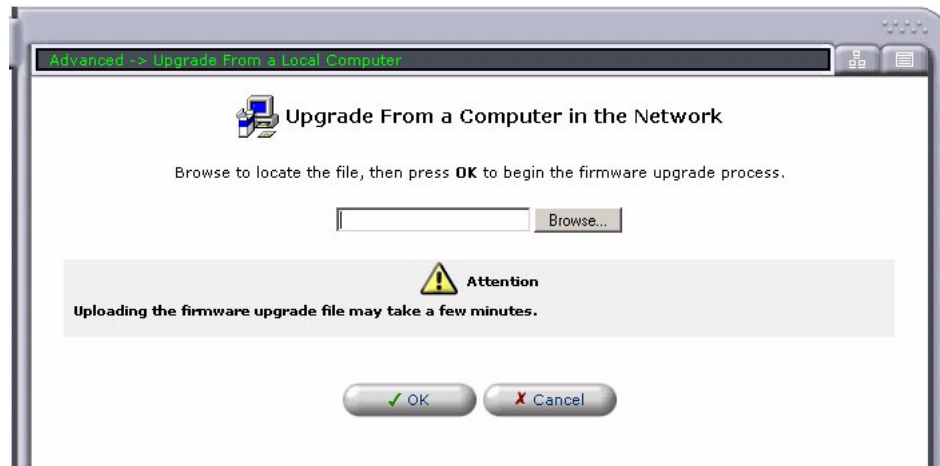 Advanced -> Upgrade From a Local Computer
Upgrade From a Computer in the Network
Browse to locate the file, then press OK to begin the firmware upgrade process.
Browse...
Attention
Uploading the firmware upgrade file may take a few minutes.
OK
Cancel